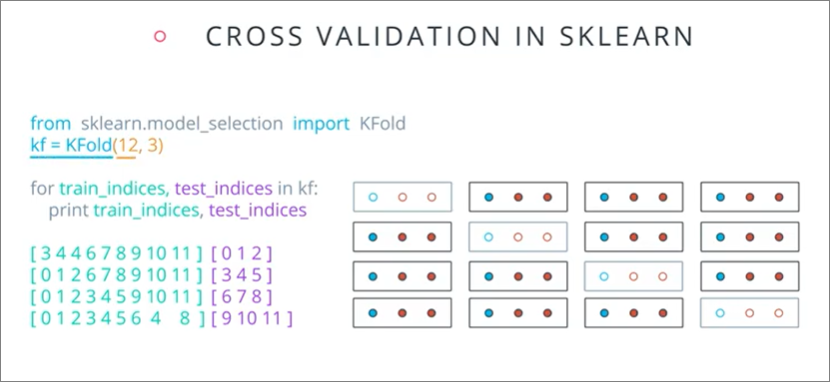 CROSS VALIDATION IN SKLEARN
from sklearn.model_selection import KFold
kf = KFold(12, 3)
for train_indices, test_indices in kf:
print train_indices, test_indices
[ 3 4 4 6 7 8 9 10 11 ] [ 0 1 2 ]
[ 0 1 2 6 7 8 9 10 11 ] [ 3 4 5 ]
[ 0 1 2 3 4 5 9 10 11 ] [ 6 7 8 ]
[ 0 1 2 3 4 5 6 4 8 ] [ 9 10 11 ]